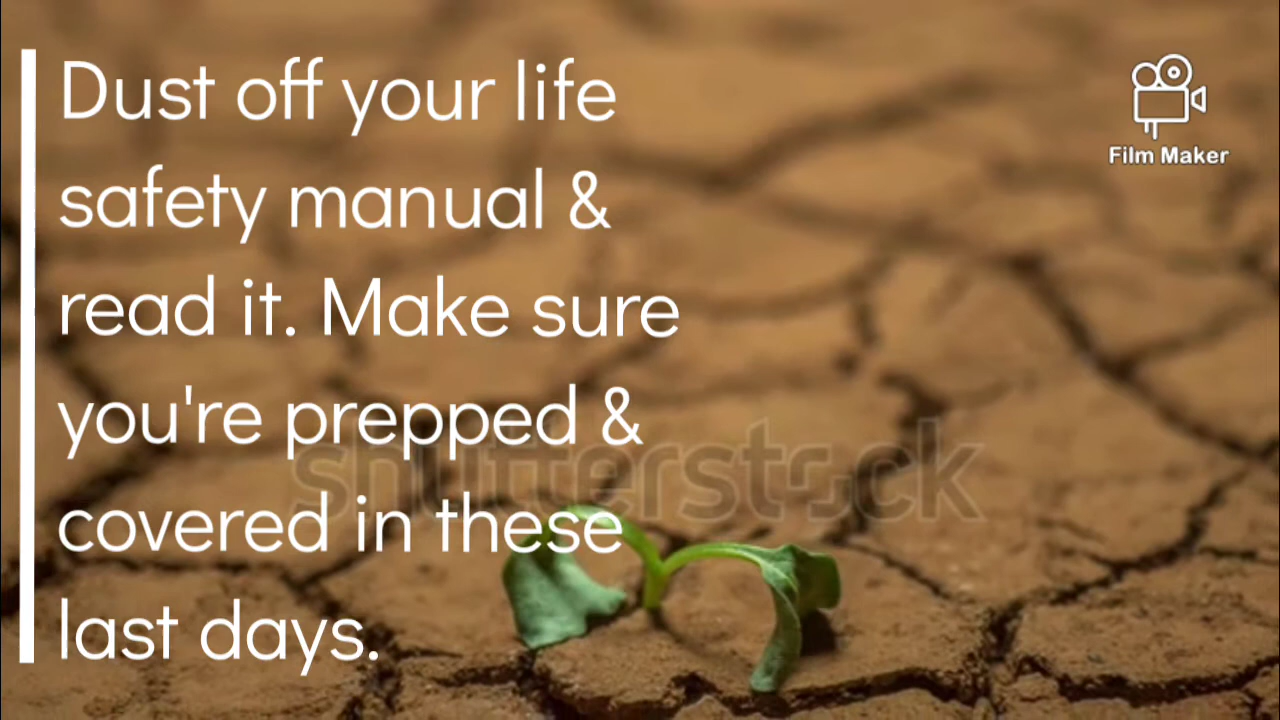 Dust off your life
safety manual &
read it. Make sure
you're prepped &
covered in these
last days.
Film Maker
shutterstock